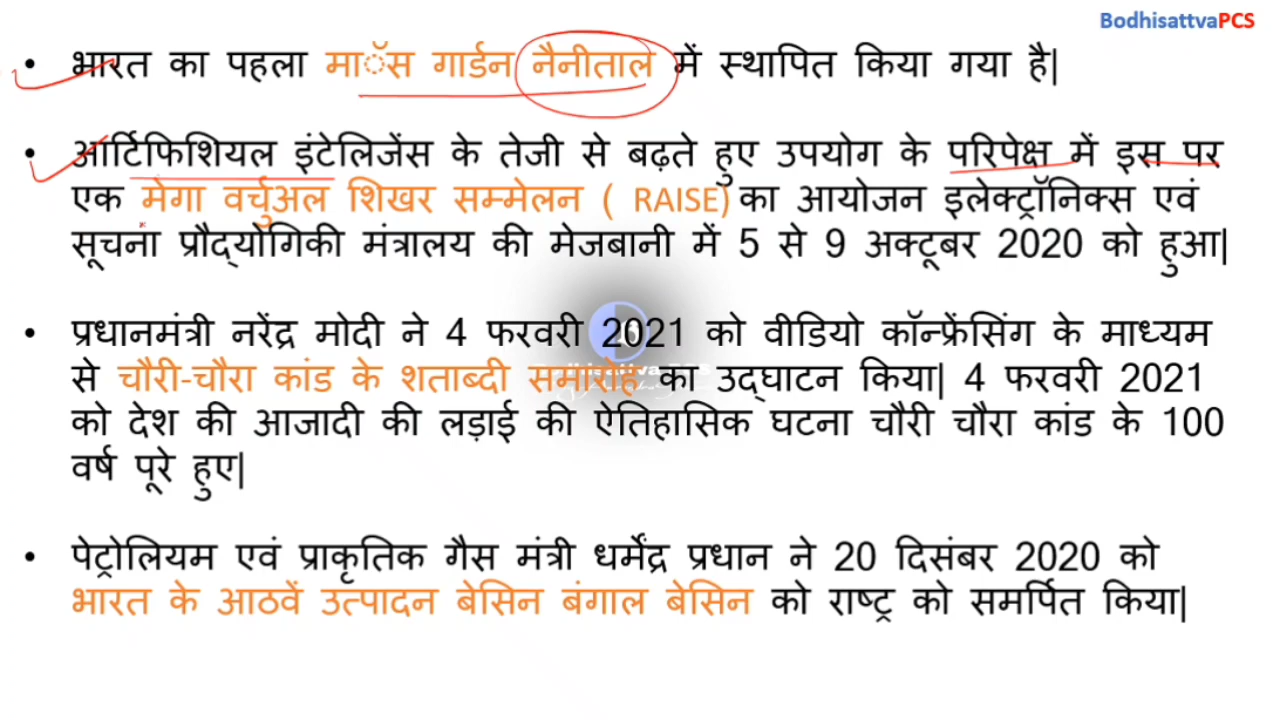 BodhisattvaPCS
• भारत का पहला माॅस गार्डन नैनीताल में स्थापित किया गया है|
• आर्टिफिशियल इंटेलिजेंस के तेजी से बढ़ते हुए उपयोग के परिपेक्ष में इस पर
एक मेगा वर्चुअल शिखर सम्मेलन ( RAISE) का आयोजन इलेक्ट्रॉनिक्स एवं
सूचना प्रौद्योगिकी मंत्रालय की मेजबानी में 5 से 9 अक्टूबर 2020 को हुआ|
• प्रधानमंत्री नरेंद्र मोदी ने 4 फरवरी 2021 को वीडियो कॉन्फ्रेंसिंग के माध्यम
से चौरी-चौरा कांड के शताब्दी समारोह का उद्घाटन किया| 4 फरवरी 2021
को देश की आजादी की लड़ाई की ऐतिहासिक घटना चौरी चौरा कांड के 100
वर्ष पूरे हुए|
• पेट्रोलियम एवं प्राकृतिक गैस मंत्री धर्मेंद्र प्रधान ने 20 दिसंबर 2020 को
भारत के आठवें उत्पादन बेसिन बंगाल बेसिन को राष्ट्र को समर्पित किया|